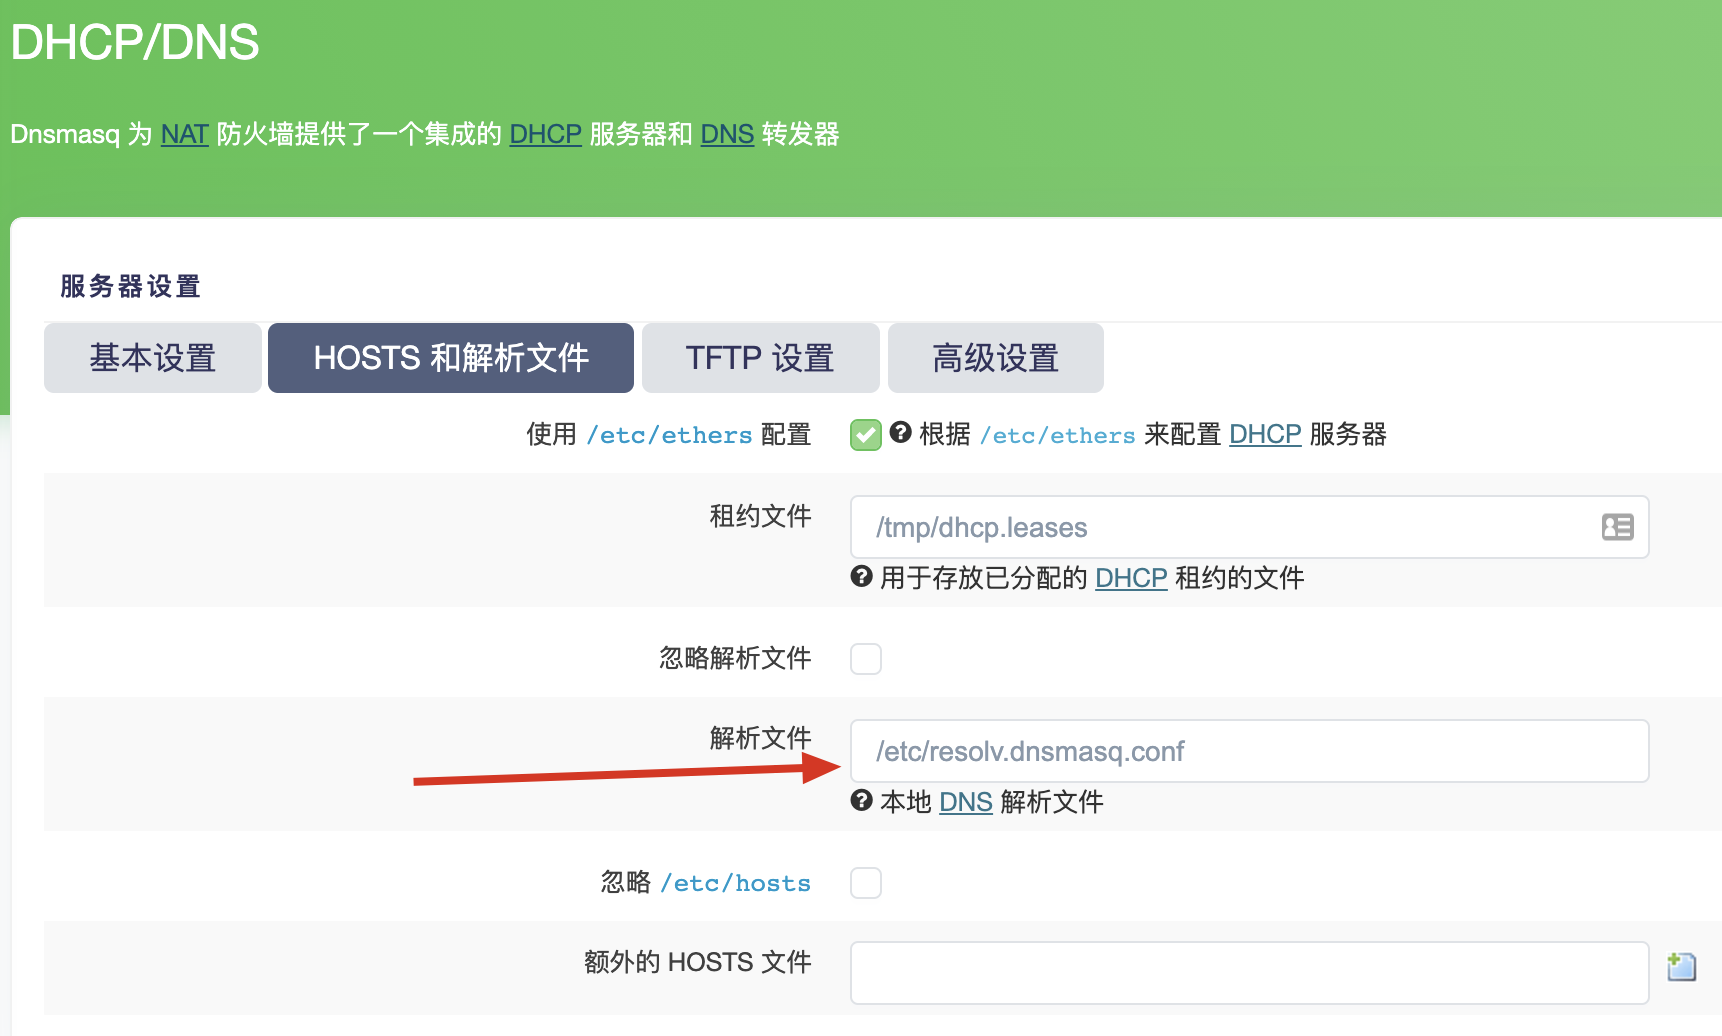 DHCP/DNS
Dnsmasq 为 NAT 防火墙提供了一个集成的 DHCP 服务器和 DNS 转发器
服务器设置
基本设置 HOSTS 和解析文件 TFTP 设置 高级设置
使用 /etc/ethers 配置 根据 /etc/ethers 来配置 DHCP 服务器
租约文件 /tmp/dhcp.leases
用于存放已分配的 DHCP 租约的文件
忽略解析文件
解析文件 /etc/resolv.dnsmasq.conf
本地 DNS 解析文件
忽略 /etc/hosts
额外的 HOSTS 文件